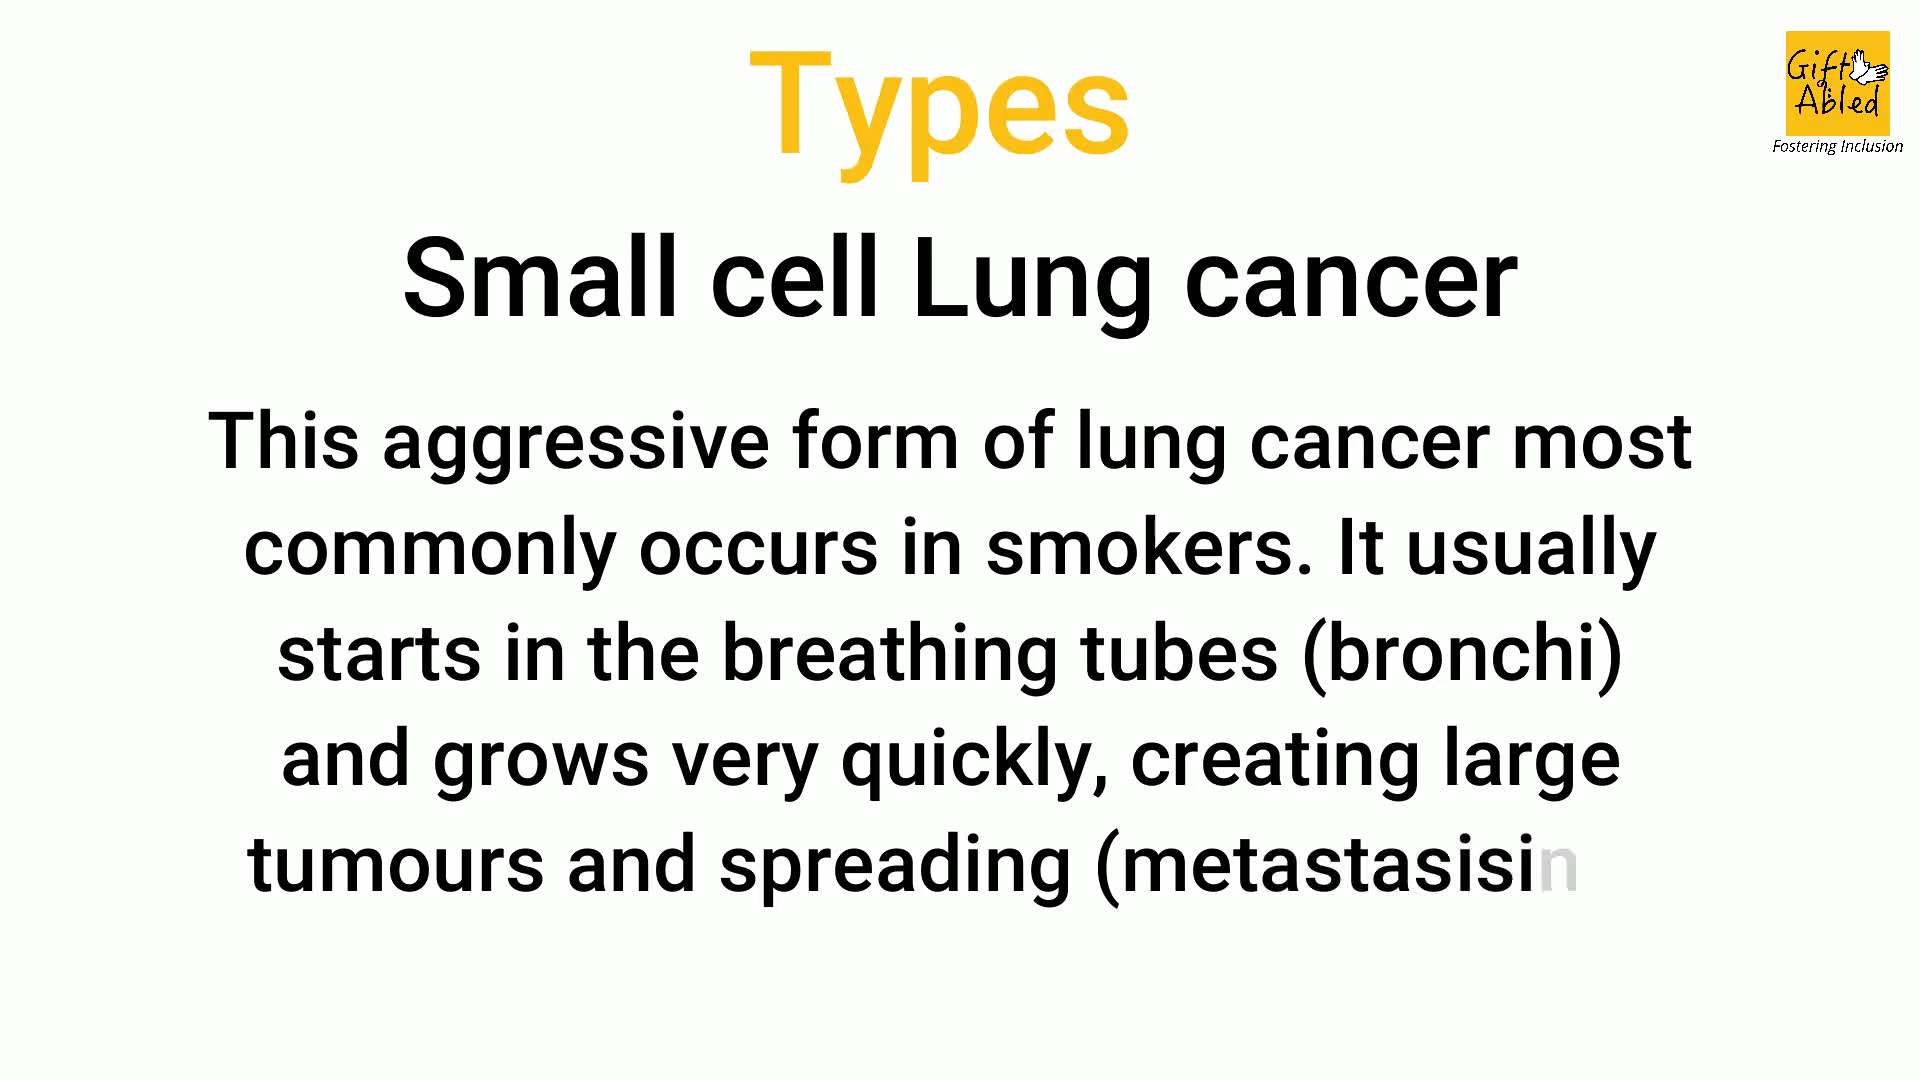 Types
Gift
Abled
Fostering Inclusion
Small cell Lung cancer
This aggressive form of lung cancer most
commonly occurs in smokers. It usually
starts in the breathing tubes (bronchi)
and grows very quickly, creating large
tumours and spreading (metastasisin